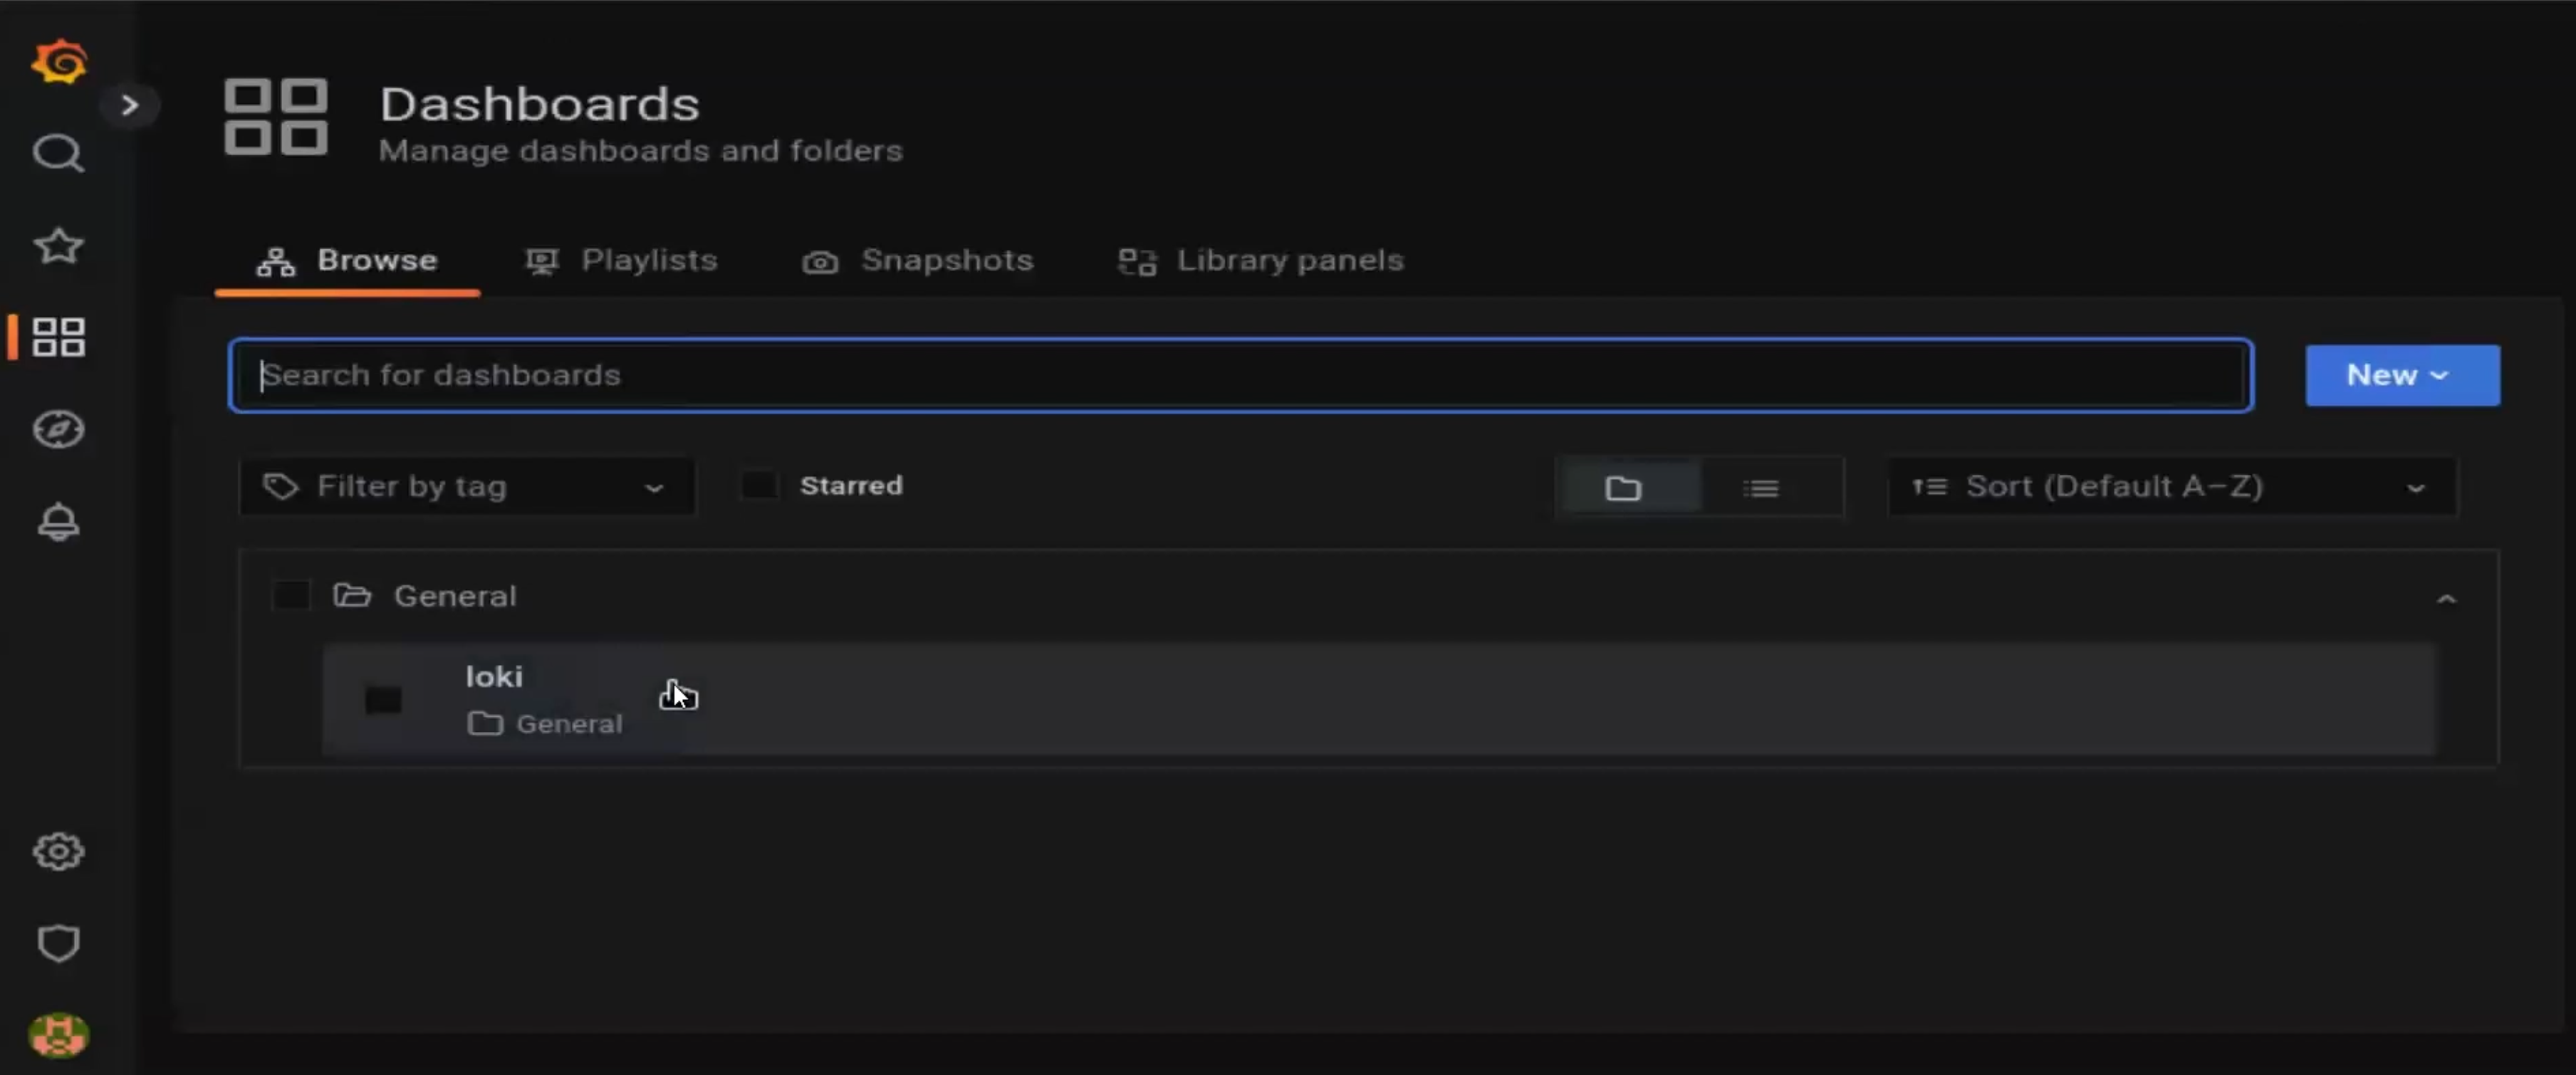 Dashboards
Manage dashboards and folders
Browse
Playlists
Snapshots
Library panels
Search for dashboards
New
Filter by tag
Starred
Sort (Default A–Z)
General
loki
General